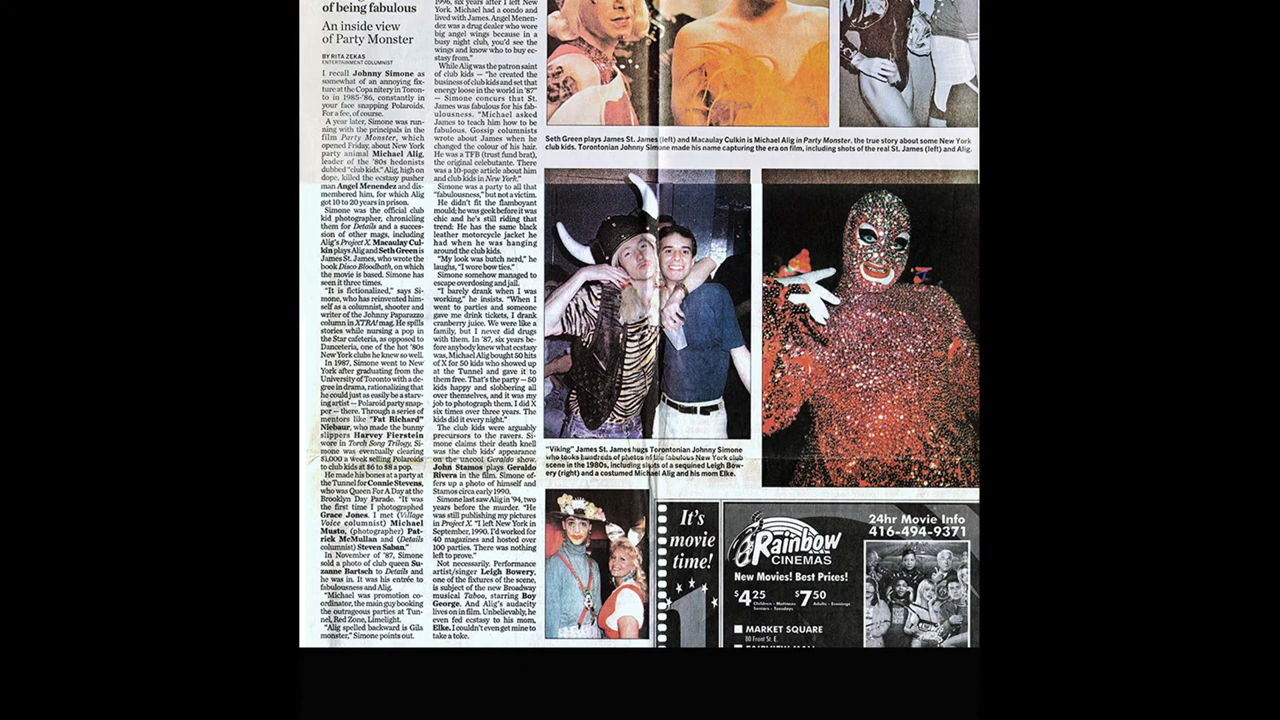 of being fabulous
An inside view
of Party Monster
BY RITA ZEKAS
ENTERTAINMENT COLUMNIST
I recall Johnny Simone as
somewhat of an annoying fix-
ture at the Copa nitery in Toron-
to in 1985-'86, constantly in
your face snapping Polaroids.
For a fee, of course.
A year later, Simone was run-
ning with the principals in the
film Party Monster, which
opened Friday, about New York
party animal Michael Alig,
leader of the '80s hedonists
dubbed "club kids." Alig, high on
dope, killed the ecstasy pusher
man Angel Menendez and dis-
membered him, for which Alig
got 10 to 20 years in prison.
Simone was the official club
kid photographer, chronicling
them for Details and a succes-
sion of other mags, including
Alig's Project X. Macaulay Cul-
kin plays Alig and Seth Green is
James St. James, who wrote the
book Disco Bloodbath, on which
the movie is based. Simone has
seen it three times.
"It is fictionalized," says Si-
mone, who has reinvented him-
self as a columnist, shooter and
writer of the Johnny Paparazzo
column in XTRA! mag. He spills
stories while nursing a pop in
the Star cafeteria, as opposed to
Danceteria, one of the hot '80s
New York clubs he knew so well.
In 1987, Simone went to New
York after graduating from the
University of Toronto with a de-
gree in drama, rationalizing that
he could just as easily be a starv-
ing artist — Polaroid party snap-
per — there. Through a series of
mentors like "Fat Richard"
Niebaur, who made the bunny
slippers Harvey Fierstein
wore in Torch Song Trilogy, Si-
mone was eventually clearing
$1,000 a week selling Polaroids
to club kids at $6 to $8 a pop.
He made his bones at a party at
the Tunnel for Connie Stevens,
who was Queen For A Day at the
Brooklyn Day Parade. "It was
the first time I photographed
Grace Jones. I met (Village
Voice columnist) Michael
Musto, (photographer) Pat-
rick McMullan and (Details
columnist) Steven Saban."
In November of '87, Simone
sold a photo of club queen Su-
zanne Bartsch to Details and
he was in. It was his entrée to
fabulousness and Alig.
"Michael was promotion co-
ordinator, the main guy booking
the outrageous parties at Tun-
nel, Red Zone, Limelight.
"Alig spelled backward is Gila
monster," Simone points out.
1996, six years after I left New
York. Michael had a condo and
lived with James. Angel Menen-
dez was a drug dealer who wore
big angel wings because in a
busy night club, you'd see the
wings and know who to buy ec-
stasy from."
While Alig was the patron saint
of club kids — "he created the
business of club kids and set that
energy loose in the world in '87"
— Simone concurs that St.
James was fabulous for his fab-
ulousness. "Michael asked
James to teach him how to be
fabulous. Gossip columnists
wrote about James when he
changed the colour of his hair.
He was a TFB (trust fund brat),
the original celebutante. There
was a 10-page article about him
and club kids in New York."
Simone was a party to all that
"fabulousness," but not a victim.
He didn't fit the flamboyant
mould; he was geek before it was
chic and he's still riding that
trend: He has the same black
leather motorcycle jacket he
had when he was hanging
around the club kids.
"My look was butch nerd," he
laughs, "I wore bow ties."
Simone somehow managed to
escape overdosing and jail.
"I barely drank when I was
working," he insists. "When I
went to parties and someone
gave me drink tickets, I drank
cranberry juice. We were like a
family, but I never did drugs
with them. In '87, six years be-
fore anybody knew what ecstasy
was, Michael Alig bought 50 hits
of X for 50 kids who showed up
at the Tunnel and gave it to
them free. That's the party — 50
kids happy and slobbering all
over themselves, and it was my
job to photograph them. I did X
six times over three years. The
kids did it every night."
The club kids were arguably
precursors to the ravers. Si-
mone claims their death knell
was the club kids' appearance
on the uncool Geraldo show.
John Stamos plays Geraldo
Rivera in the film. Simone of-
fers up a photo of himself and
Stamos circa early 1990.
Simone last saw Alig in '94, two
years before the murder. "He
was still publishing my pictures
in Project X. "I left New York in
September, 1990. I'd worked for
40 magazines and hosted over
100 parties. There was nothing
left to prove."
Not necessarily. Performance
artist/singer Leigh Bowery,
one of the fixtures of the scene,
is subject of the new Broadway
musical Taboo, starring Boy
George. And Alig's audacity
lives on in film. Unbelievably, he
even fed ecstasy to his mom,
Elke. I couldn't even get mine to
take a toke.
Seth Green plays James St. James (left) and Macaulay Culkin is Michael Alig in Party Monster, the true story about some New York
club kids. Torontonian Johnny Simone made his name capturing the era on film, including shots of the real St. James (left) and Alig.
"Viking" James St. James hugs Torontonian Johnny Simone
who took hundreds of photos of the fabulous New York club
scene in the 1980s, including shots of a sequined Leigh Bow-
ery (right) and a costumed Michael Alig and his mom Elke.
It's
movie
time!
Rainbow
CINEMAS
New Movies! Best Prices!
$4.25 Children - Matinees
Seniors - Tuesdays
$7.50 Adults - Evenings
MARKET SQUARE
80 Front St. E.
24hr Movie Info
416-494-9371